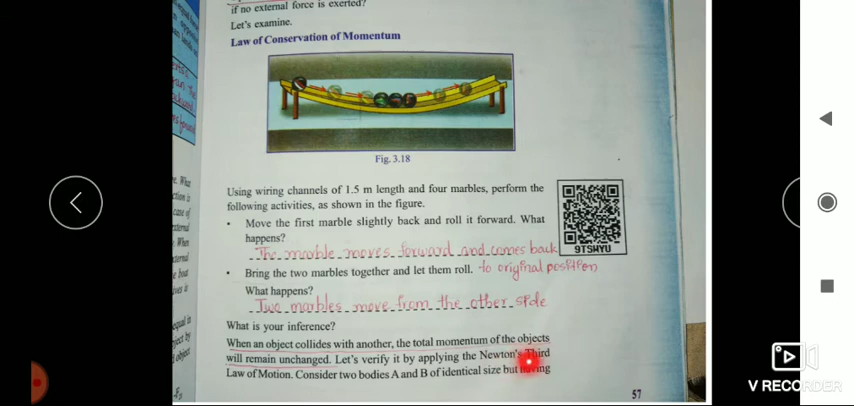 if no external force is exerted?
Let's examine.
Law of Conservation of Momentum
Fig. 3.18
Using wiring channels of 1.5 m length and four marbles, perform the
following activities, as shown in the figure.
• Move the first marble slightly back and roll it forward. What
happens?
The marble moves forward and comes back
to original position
• Bring the two marbles together and let them roll.
What happens?
Two marbles move from the other side
What is your inference?
When an object collides with another, the total momentum of the objects
will remain unchanged. Let's verify it by applying the Newton's Third
Law of Motion. Consider two bodies A and B of identical size but having
9TSHYU
57
V RECORDER